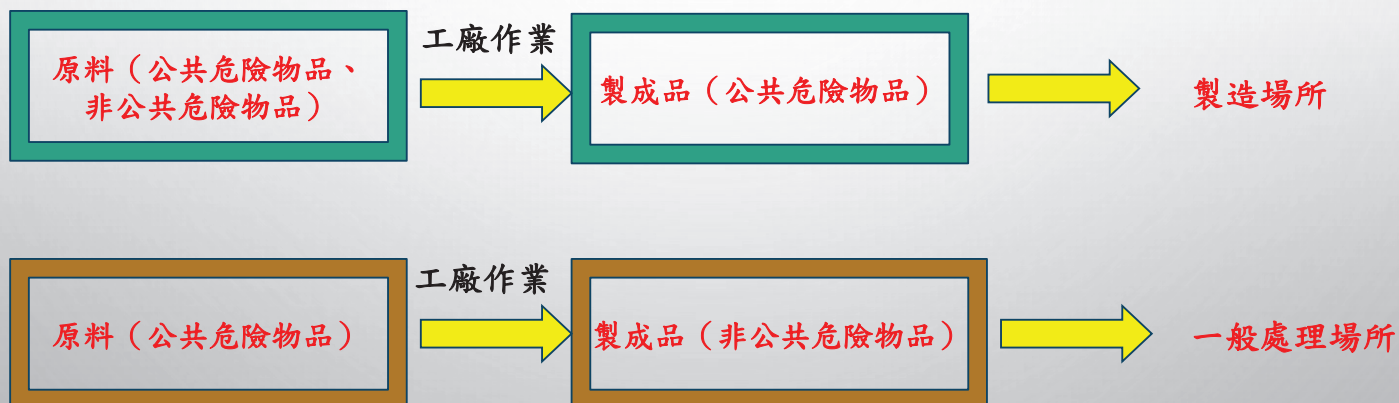 工廠作業
原料（公共危險物品、
非公共危險物品）
製成品（公共危險物品）
製造場所
工廠作業
原料（公共危險物品）
製成品（非公共危險物品）
一般處理場所